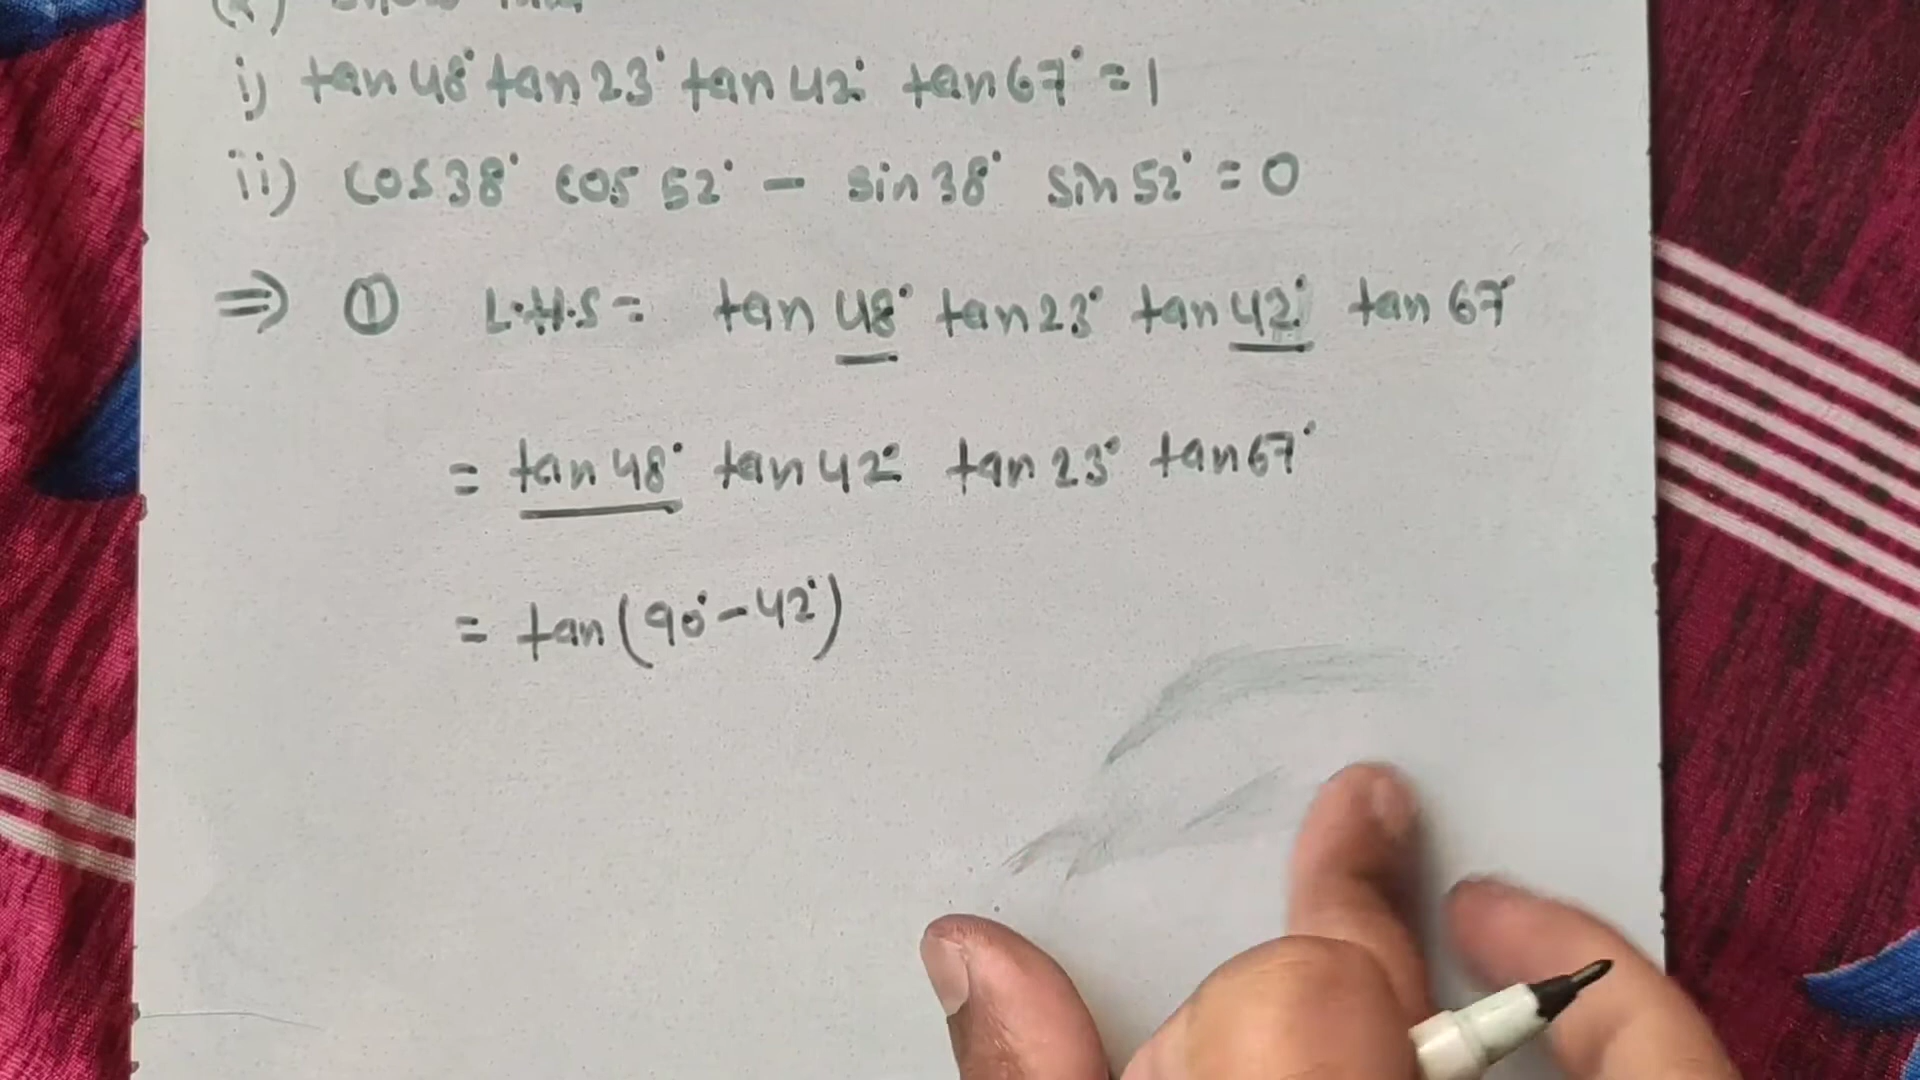 i) tan 48° tan 23° tan 42° tan 67° = 1
ii) cos 38° cos 52° - sin 38° sin 52° = 0
⇒ ① L.H.S = tan 48° tan 23° tan 42° tan 67°
= tan 48° tan 42° tan 23° tan 67°
= tan (90° - 42°)